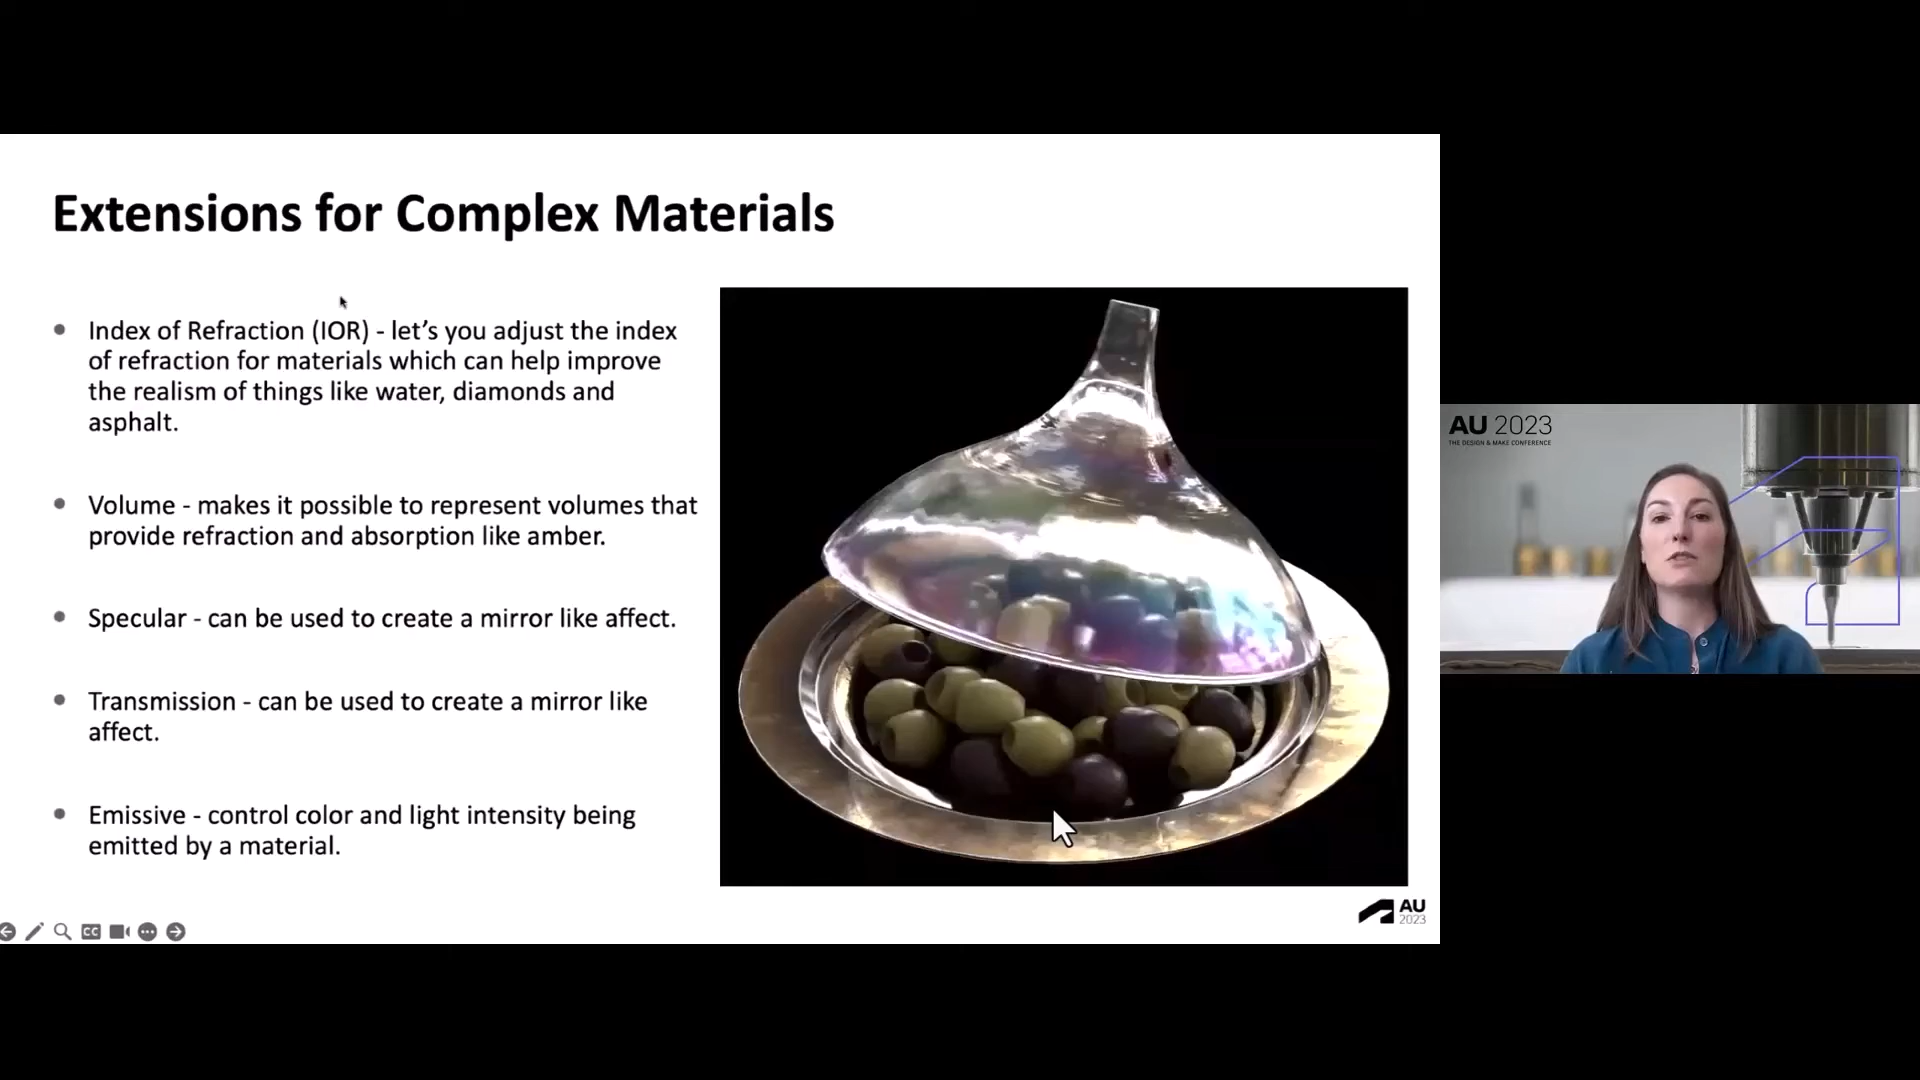 Extensions for Complex Materials
Index of Refraction (IOR) - let's you adjust the index
of refraction for materials which can help improve
the realism of things like water, diamonds and
asphalt.
Volume - makes it possible to represent volumes that
provide refraction and absorption like amber.
Specular - can be used to create a mirror like affect.
Transmission - can be used to create a mirror like
affect.
Emissive - control color and light intensity being
emitted by a material.
CC
AU
2023
AU 2023
THE DESIGN & MAKE CONFERENCE